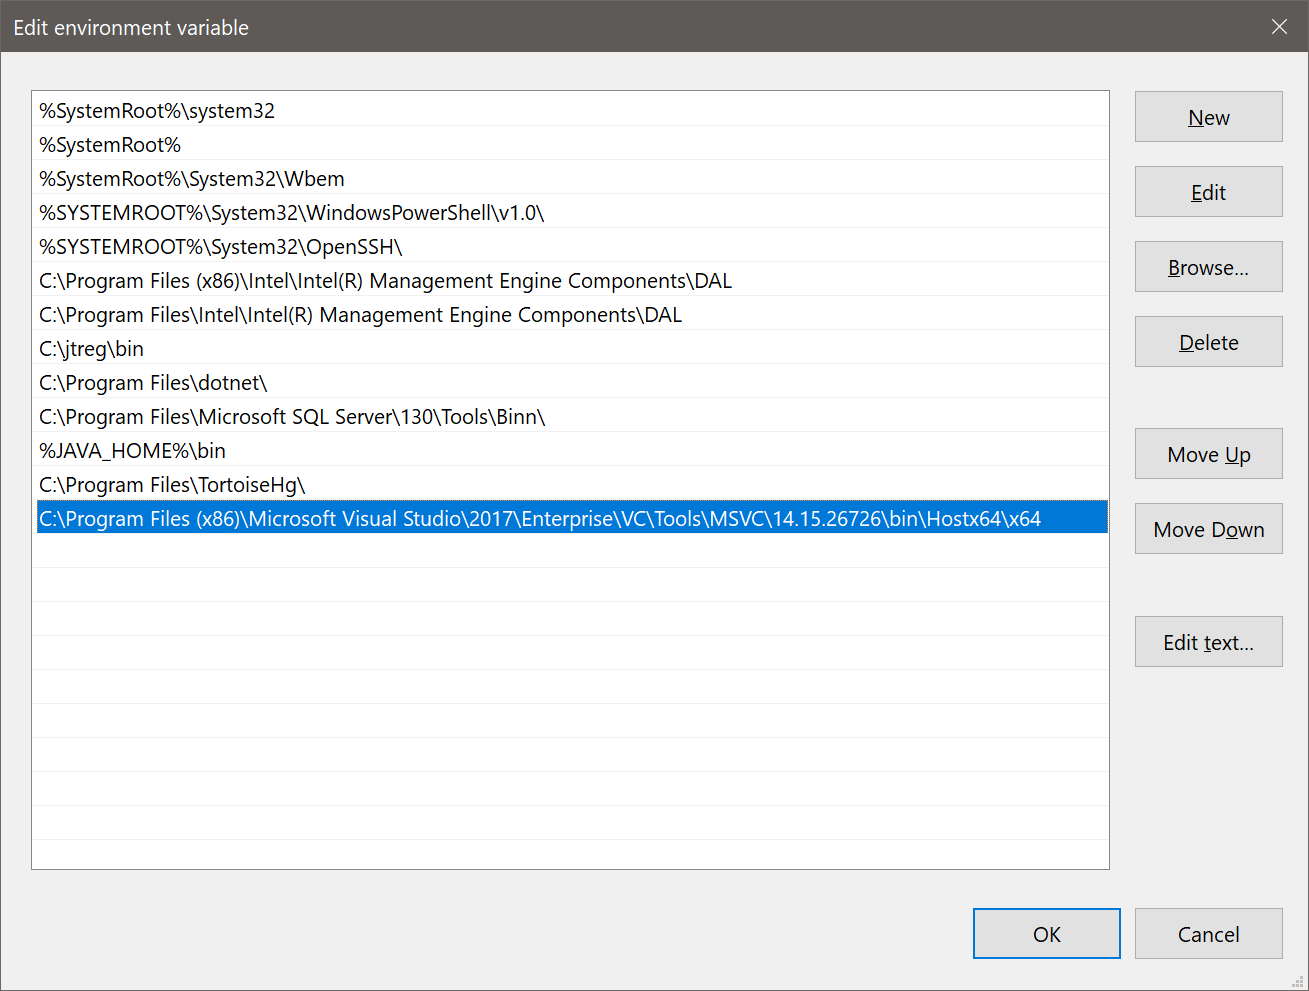 Edit environment variable
%SystemRoot%\system32
%SystemRoot%
%SystemRoot%\System32\Wbem
%SYSTEMROOT%\System32\WindowsPowerShell\v1.0\
%SYSTEMROOT%\System32\OpenSSH\
C:\Program Files (x86)\Intel\Intel(R) Management Engine Components\DAL
C:\Program Files\Intel\Intel(R) Management Engine Components\DAL
C:\jtreg\bin
C:\Program Files\dotnet\
C:\Program Files\Microsoft SQL Server\130\Tools\Binn\
%JAVA_HOME%\bin
C:\Program Files\TortoiseHg\
C:\Program Files (x86)\Microsoft Visual Studio\2017\Enterprise\VC\Tools\MSVC\14.15.26726\bin\Hostx64\x64
New
Edit
Browse...
Delete
Move Up
Move Down
Edit text...
OK
Cancel